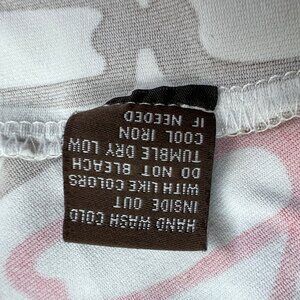 HAND WASH COLD
INSIDE OUT
WITH LIKE COLORS
DO NOT BLEACH
TUMBLE DRY LOW
COOL IRON
IF NEEDED